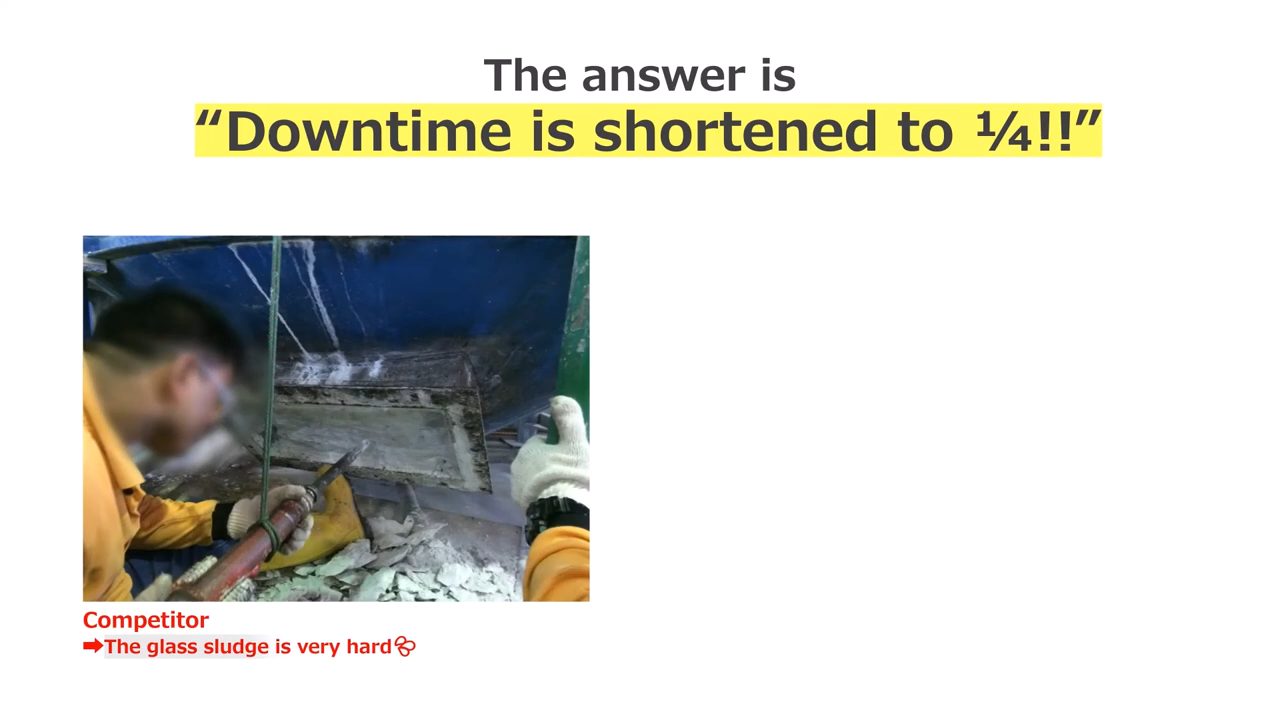 The answer is
“Downtime is shortened to ¼!!”
Competitor
➡The glass sludge is very hard